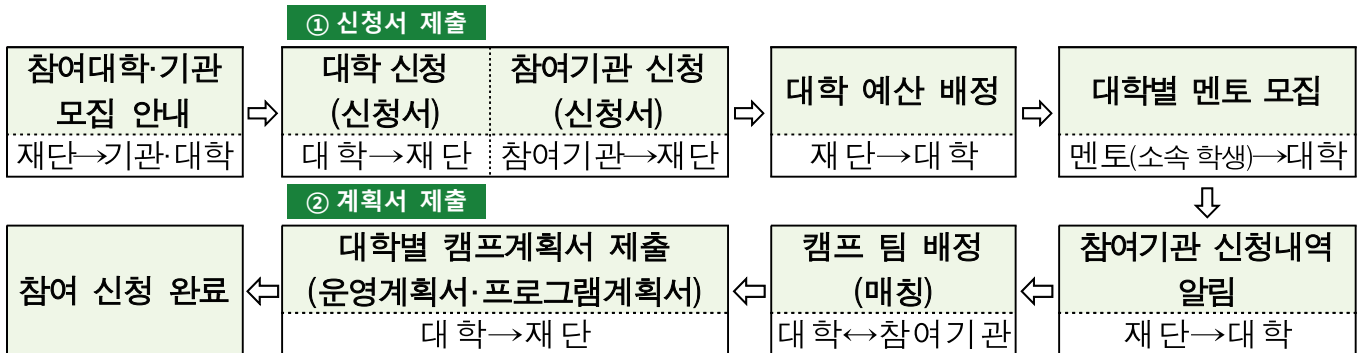 ① 신청서 제출
참여대학·기관
모집 안내
재단→기관·대학
⇨
대학 신청
(신청서)
대학→재단
참여기관 신청
(신청서)
참여기관→재단
⇨
대학 예산 배정
재단→대학
⇨
대학별 멘토 모집
멘토(소속 학생)→대학
⇩
참여기관 신청내역
알림
재단→대학
⇦
캠프 팀 배정
(매칭)
대학↔참여기관
⇦
② 계획서 제출
대학별 캠프계획서 제출
(운영계획서·프로그램계획서)
대학→재단
⇦
참여 신청 완료